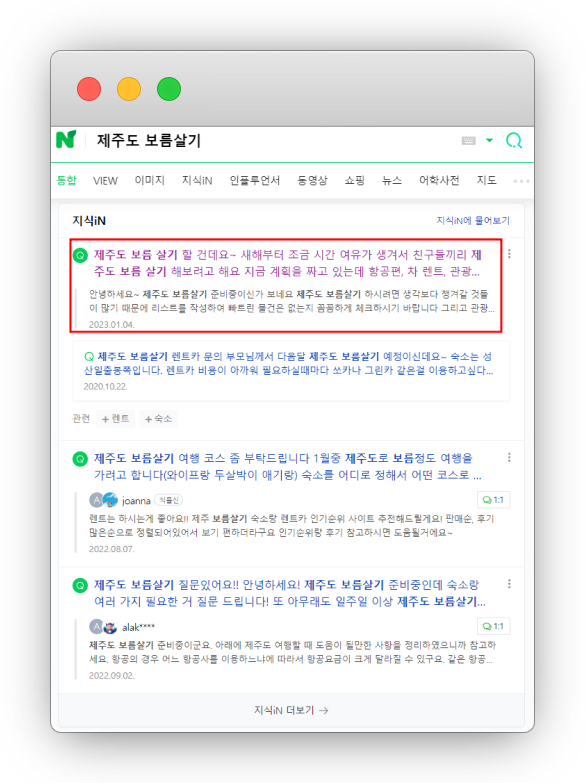 N 제주도 보름살기
통합 VIEW 이미지 지식iN 인플루언서 동영상 쇼핑 뉴스 어학사전 지도
지식iN 지식iN에 물어보기
Q 제주도 보름 살기 할 건데요~ 새해부터 조금 시간 여유가 생겨서 친구들끼리 제
주도 보름 살기 해보려고 해요 지금 계획을 짜고 있는데 항공편, 차 렌트, 관광...
안녕하세요~ 제주도 보름살기 준비중이신가 보네요 제주도 보름살기 하시려면 생각보다 챙겨갈 것들
이 많기 때문에 리스트를 작성하여 빠트린 물건은 없는지 꼼꼼하게 체크하시기 바랍니다 그리고 관광...
2023.01.04.
Q 제주도 보름살기 렌트카 문의 부모님께서 다음달 제주도 보름살기 예정이신데요~ 숙소는 성
산일출봉쪽입니다. 렌트카 비용이 아까워 필요하실때마다 쏘카나 그린카 같은걸 이용하고싶다...
2020.10.22.
관련 +렌트 +숙소
Q 제주도 보름살기 여행 코스 좀 부탁드립니다 1월중 제주도로 보름정도 여행을
가려고 합니다(와이프랑 두살박이 애기랑) 숙소를 어디로 정해서 어떤 코스로 ...
A joanna 식물신 1:1
렌트는 하시는게 좋아요!! 제주 보름살기 숙소랑 렌트카 인기순위 사이트 추전해드릴게요! 판매순, 후기
많은순으로 정렬되어있어서 보기 편하더라구요 인기순위랑 후기 참고하시면 도움될거에요~
2022.08.07.
Q 제주도 보름살기 질문있어요!! 안녕하세요! 제주도 보름살기 준비중인데 숙소랑
여러 가지 필요한 거 질문 드립니다! 또 아무래도 일주일 이상 제주도 보름살기...
A alak**** 1:1
제주도 보름살기 준비중이군요. 아래에 제주도 여행할 때 도움이 될만한 사항을 정리하였으니까 참고하
세요. 항공의 경우 어느 항공사를 이용하느냐에 따라서 항공요금이 크게 달라질 수 있구요. 같은 항공...
2022.09.02.
지식iN 더보기 →